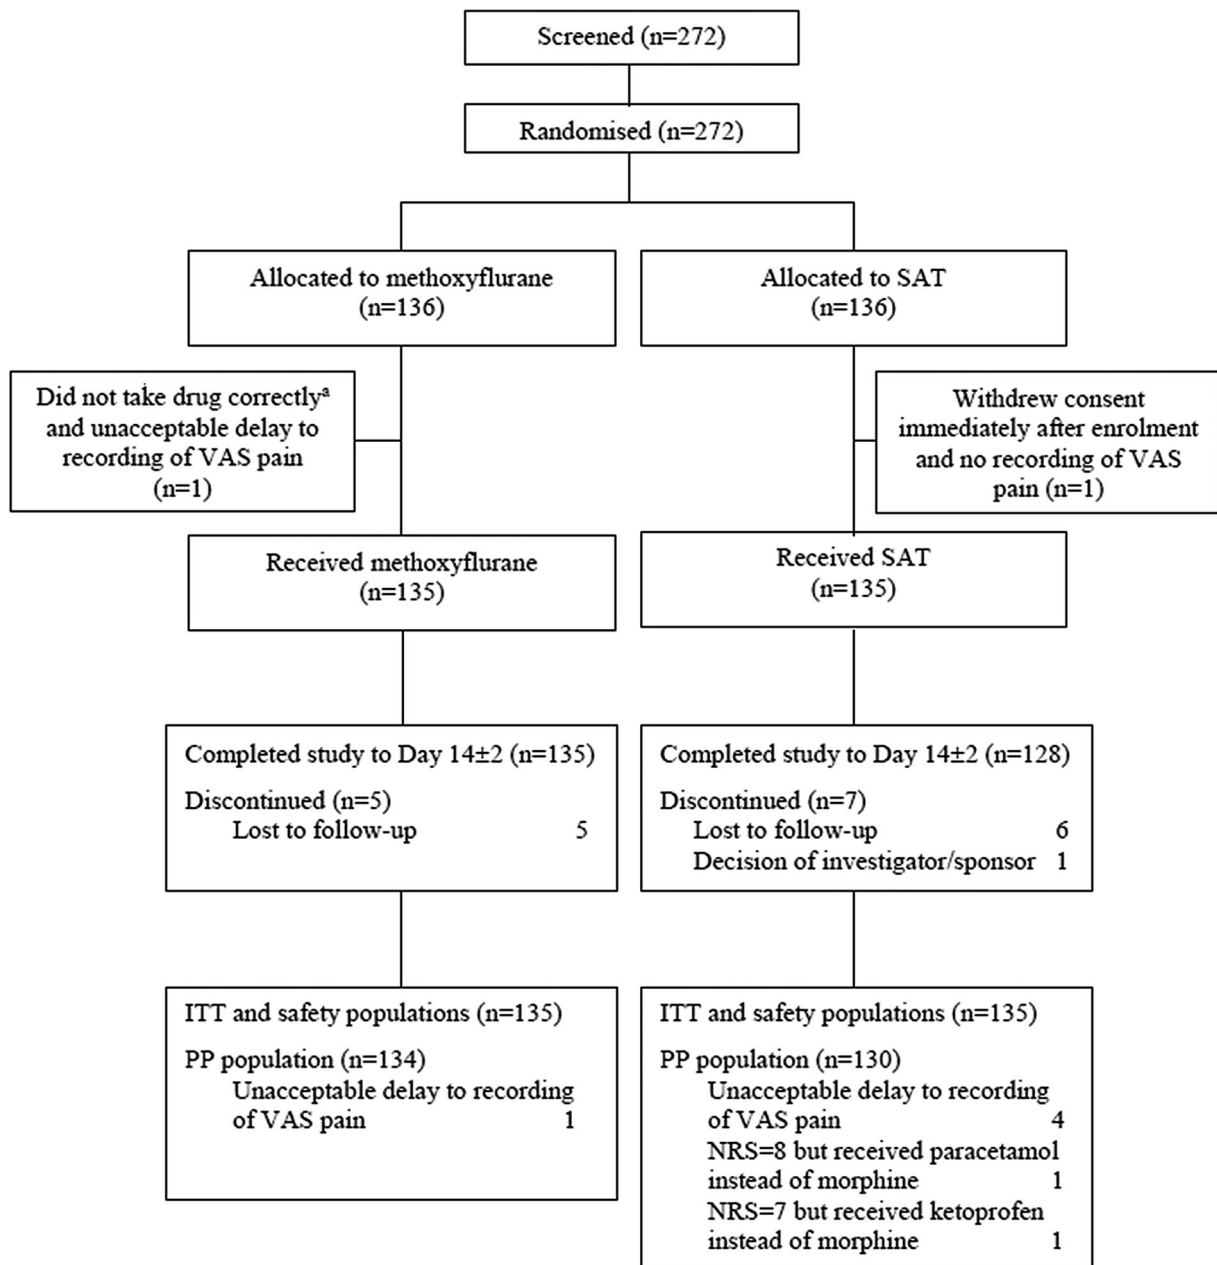 Screened (n=272)
Randomised (n=272)
Allocated to methoxyflurane
(n=136)
Allocated to SAT
(n=136)
Did not take drug correctlyᵃ
and unacceptable delay to
recording of VAS pain
(n=1)
Withdrew consent
immediately after enrolment
and no recording of VAS
pain (n=1)
Received methoxyflurane
(n=135)
Received SAT
(n=135)
Completed study to Day 14±2 (n=135)
Discontinued (n=5)
Lost to follow-up 5
Completed study to Day 14±2 (n=128)
Discontinued (n=7)
Lost to follow-up 6
Decision of investigator/sponsor 1
ITT and safety populations (n=135)
PP population (n=134)
Unacceptable delay to recording
of VAS pain 1
ITT and safety populations (n=135)
PP population (n=130)
Unacceptable delay to recording
of VAS pain 4
NRS=8 but received paracetamol
instead of morphine 1
NRS=7 but received ketoprofen
instead of morphine 1